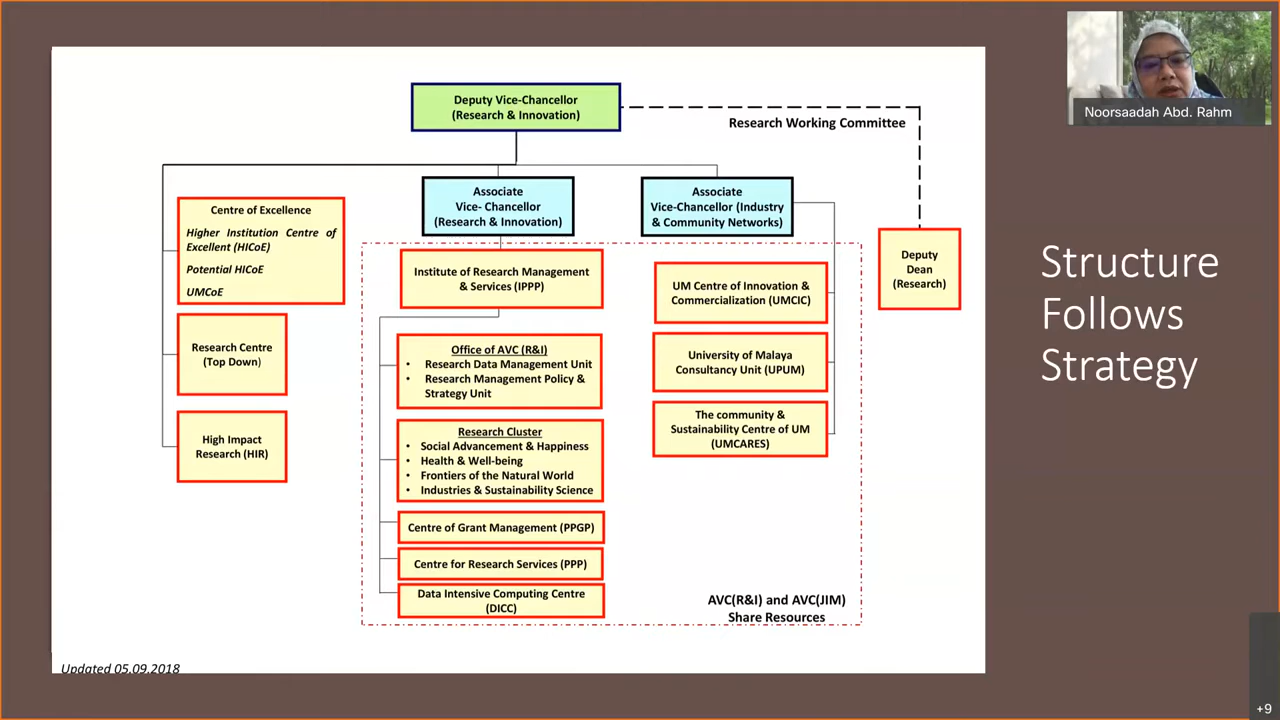 Deputy Vice-Chancellor
(Research & Innovation)
Research Working Committee
Centre of Excellence
Higher Institution Centre of
Excellent (HICoE)
Potential HICoE
UMCoE
Research Centre
(Top Down)
High Impact
Research (HIR)
Associate
Vice- Chancellor
(Research & Innovation)
Institute of Research Management
& Services (IPPP)
Office of AVC (R&I)
• Research Data Management Unit
• Research Management Policy &
Strategy Unit
Research Cluster
• Social Advancement & Happiness
• Health & Well-being
• Frontiers of the Natural World
• Industries & Sustainability Science
Centre of Grant Management (PPGP)
Centre for Research Services (PPP)
Data Intensive Computing Centre
(DICC)
Associate
Vice-Chancellor (Industry
& Community Networks)
UM Centre of Innovation &
Commercialization (UMCIC)
University of Malaya
Consultancy Unit (UPUM)
The community &
Sustainability Centre of UM
(UMCARES)
Deputy
Dean
(Research)
AVC(R&I) and AVC(JIM)
Share Resources
Updated 05.09.2018
Structure
Follows
Strategy
Noorsaadah Abd. Rahm
+9